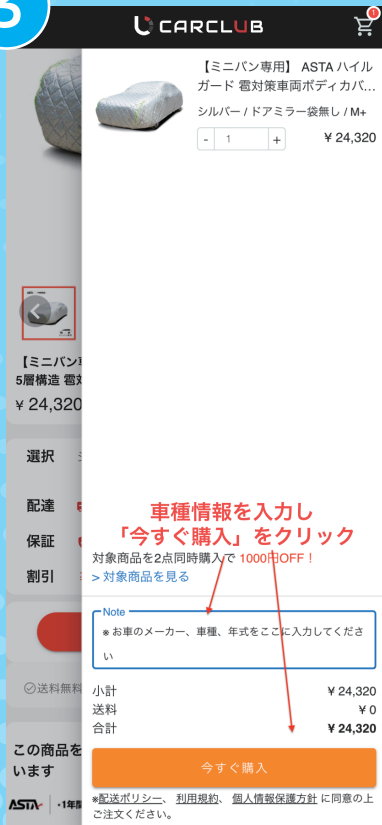 3
CARCLUB
1
【ミニバン専用】 ASTA ハイル
ガード 雹対策車両ボディカバ...
シルバー / ドアミラー袋無し / M+
- 1 +
¥ 24,320
【ミニバン
5層構造 雹
¥ 24,320
選択
配達
保証
割引
送料無料
この商品を
います
ASTA
・1年
車種情報を入力し
「今すぐ購入」をクリック
対象商品を2点同時購入で 1000円OFF！
> 対象商品を見る
Note
※ お車のメーカー、車種、年式をここに入力してくださ
い
小計 ¥ 24,320
送料 ¥ 0
合計 ¥ 24,320
今すぐ購入
※配送ポリシー、 利用規約、 個人情報保護方針 に同意の上
ご注文ください。